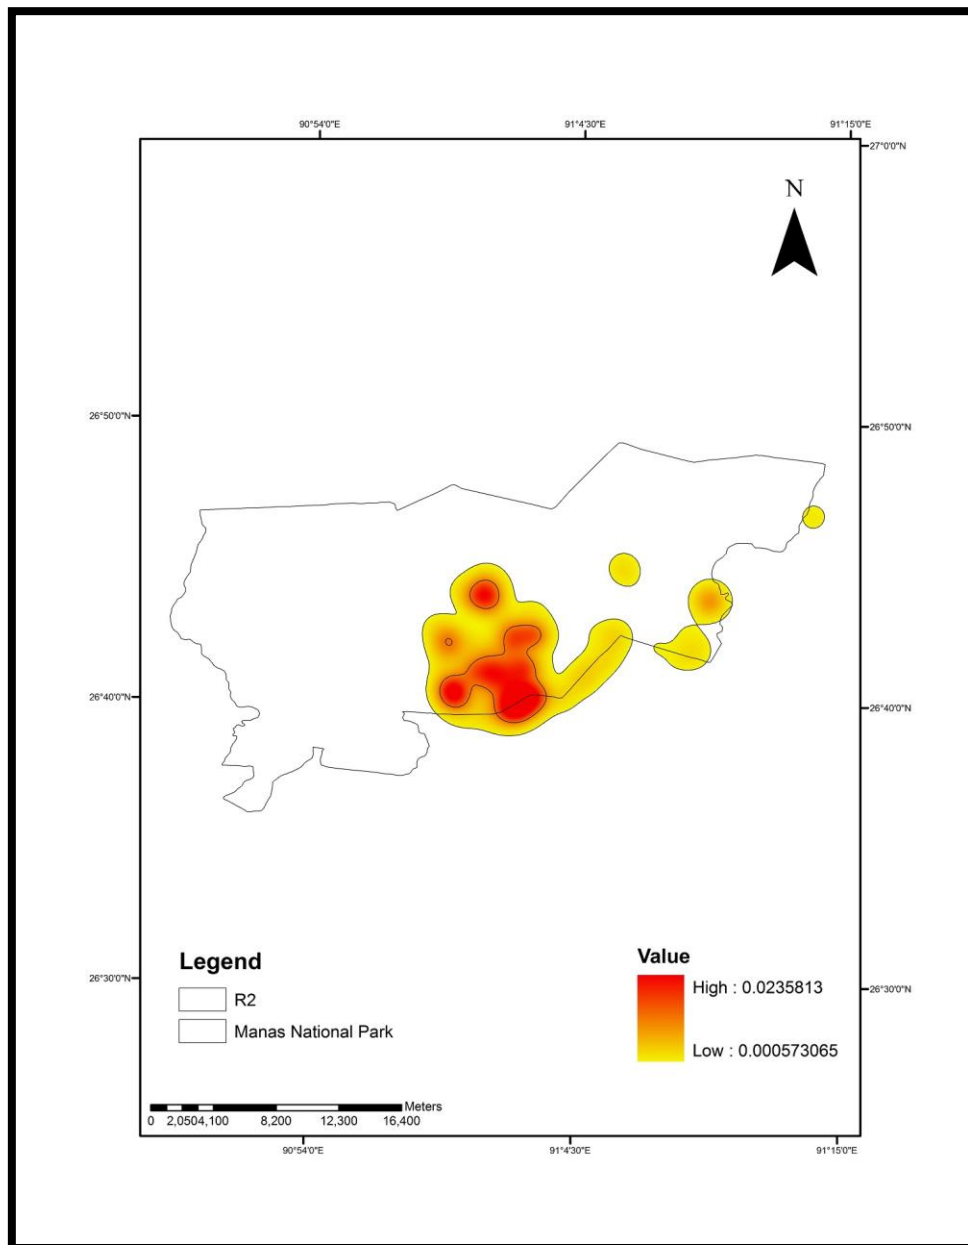 90°54'0"E
91°4'30"E
91°15'0"E
27°0'0"N
N
26°50'0"N
26°50'0"N
26°40'0"N
26°40'0"N
26°30'0"N
26°30'0"N
Legend
R2
Manas National Park
Value
High : 0.0235813
Low : 0.000573065
Meters
0 2,0504,100 8,200 12,300 16,400
90°54'0"E
91°4'30"E
91°15'0"E